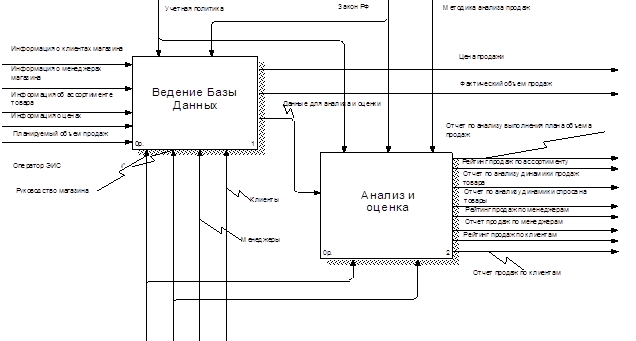 Учетная политика
Закон РФ
Методика анализа продаж
Информация о клиентах магазина
Информация о менеджерах
магазина
Информация об ассортименте
товара
Информация о ценах
Планируемый объем продаж
Оператор ЭИС
Руководство магазина
Ведение Базы
Данных
0р.
1
Цена продажи
Фактический объем продаж
Данные для анализа и оценки
Отчет по анализу выполнения плана объема
продаж
Рейтинг продаж по ассортименту
Отчет по анализу динамики продаж
товара
Отчет по анализу динамики спроса на
товары
Рейтинг продаж по менеджерам
Отчет продаж по менеджерам
Рейтинг продаж по клиентам
Отчет продаж по клиентам
Анализ и
оценка
0р.
2
Клиенты
Менеджеры